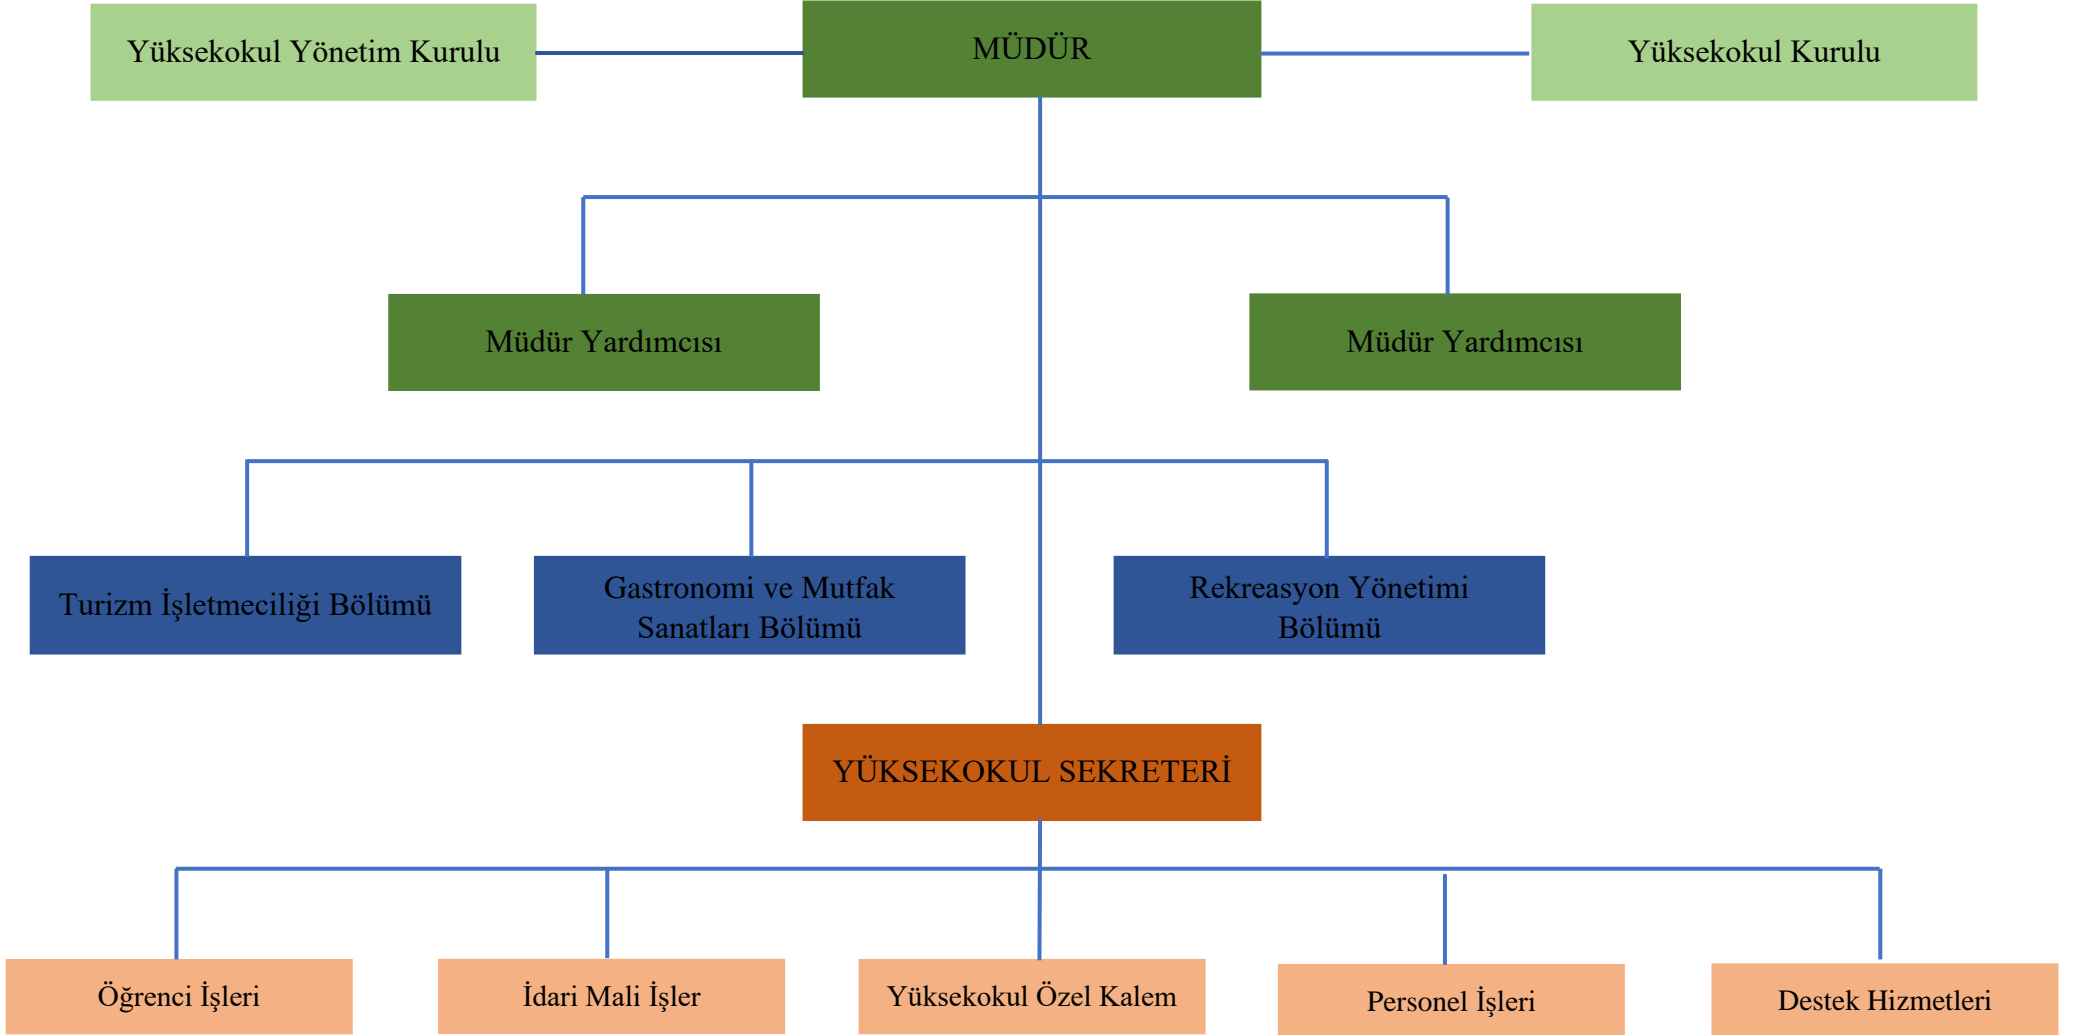 Yüksekokul Yönetim Kurulu
MÜDÜR
Yüksekokul Kurulu
Müdür Yardımcısı
Müdür Yardımcısı
Turizm İşletmeciliği Bölümü
Gastronomi ve Mutfak
Sanatları Bölümü
Rekreasyon Yönetimi
Bölümü
YÜKSEKOKUL SEKRETERİ
Öğrenci İşleri
İdari Mali İşler
Yüksekokul Özel Kalem
Personel İşleri
Destek Hizmetleri